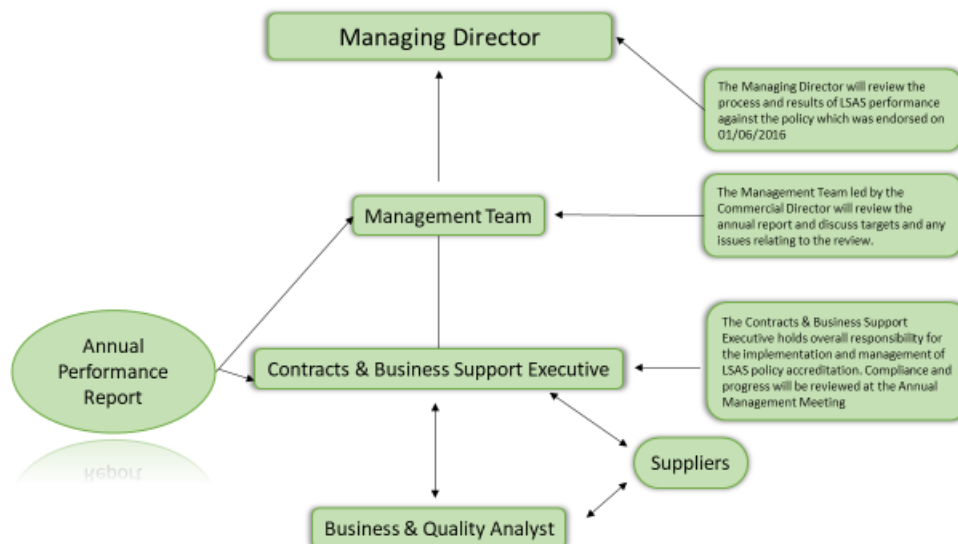 Managing Director
The Managing Director will review the
process and results of LSAS performance
against the policy which was endorsed on
01/06/2016
Management Team
The Management Team led by the
Commercial Director will review the
annual report and discuss targets and any
issues relating to the review.
Annual
Performance
Report
Contracts & Business Support Executive
The Contracts & Business Support
Executive holds overall responsibility for
the implementation and management of
LSAS policy accreditation. Compliance and
progress will be reviewed at the Annual
Management Meeting
Suppliers
Business & Quality Analyst